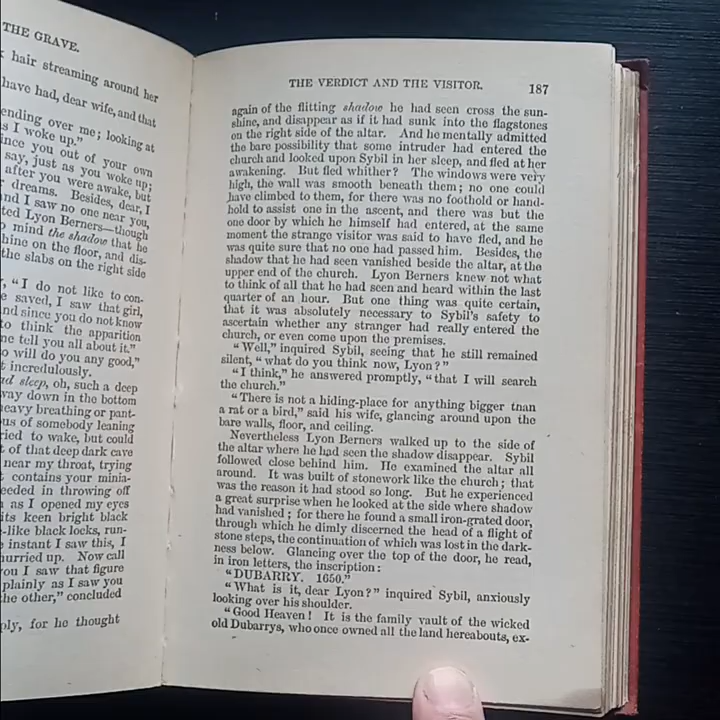 THE GRAVE.
hair streaming around her
have had, dear wife, and that
ending over me; looking at
s I woke up."
ince you out of your own
say, just as you woke up;
after you were awake, but
dreams. Besides, dear, I
nd I saw no one near you,
ted Lyon Berners—though
mind the shadow that he
hine on the floor, and dis-
the slabs on the right side
"I do not like to con-
e saved, I saw that girl,
nd since you do not know
to think the apparition
ne tell you all about it."
o will do you any good,"
t incredulously.
ad sleep, oh, such a deep
way down in the bottom
heavy breathing or pant-
us of somebody leaning
ried to wake, but could
t of that deep dark cave
near my throat, trying
contains your minia-
eeded in throwing off
as I opened my eyes
its keen bright black
-like black locks, run-
instant I saw this, I
hurried up. Now call
you I saw that figure
plainly as I saw you
the other," concluded
ply, for he thought
THE VERDICT AND THE VISITOR. 187
again of the flitting shadow he had seen cross the sun-
shine, and disappear as if it had sunk into the flagstones
on the right side of the altar. And he mentally admitted
the bare possibility that some intruder had entered the
church and looked upon Sybil in her sleep, and fled at her
awakening. But fled whither? The windows were very
high, the wall was smooth beneath them; no one could
have climbed to them, for there was no foothold or hand-
hold to assist one in the ascent, and there was but the
one door by which he himself had entered, at the same
moment the strange visitor was said to have fled, and he
was quite sure that no one had passed him. Besides, the
shadow that he had seen vanished beside the altar, at the
upper end of the church. Lyon Berners knew not what
to think of all that he had seen and heard within the last
quarter of an hour. But one thing was quite certain,
that it was absolutely necessary to Sybil's safety to
ascertain whether any stranger had really entered the
church, or even come upon the premises.
"Well," inquired Sybil, seeing that he still remained
silent, "what do you think now, Lyon?"
"I think," he answered promptly, "that I will search
the church."
"There is not a hiding-place for anything bigger than
a rat or a bird," said his wife, glancing around upon the
bare walls, floor, and ceiling.
Nevertheless Lyon Berners walked up to the side of
the altar where he had seen the shadow disappear. Sybil
followed close behind him. He examined the altar all
around. It was built of stonework like the church; that
was the reason it had stood so long. But he experienced
a great surprise when he looked at the side where shadow
had vanished; for there he found a small iron-grated door,
through which he dimly discerned the head of a flight of
stone steps, the continuation of which was lost in the dark-
ness below. Glancing over the top of the door, he read,
in iron letters, the inscription:
"DUBARRY. 1650."
"What is it, dear Lyon?" inquired Sybil, anxiously
looking over his shoulder.
"Good Heaven! It is the family vault of the wicked
old Dubarrys, who once owned all the land hereabouts, ex-